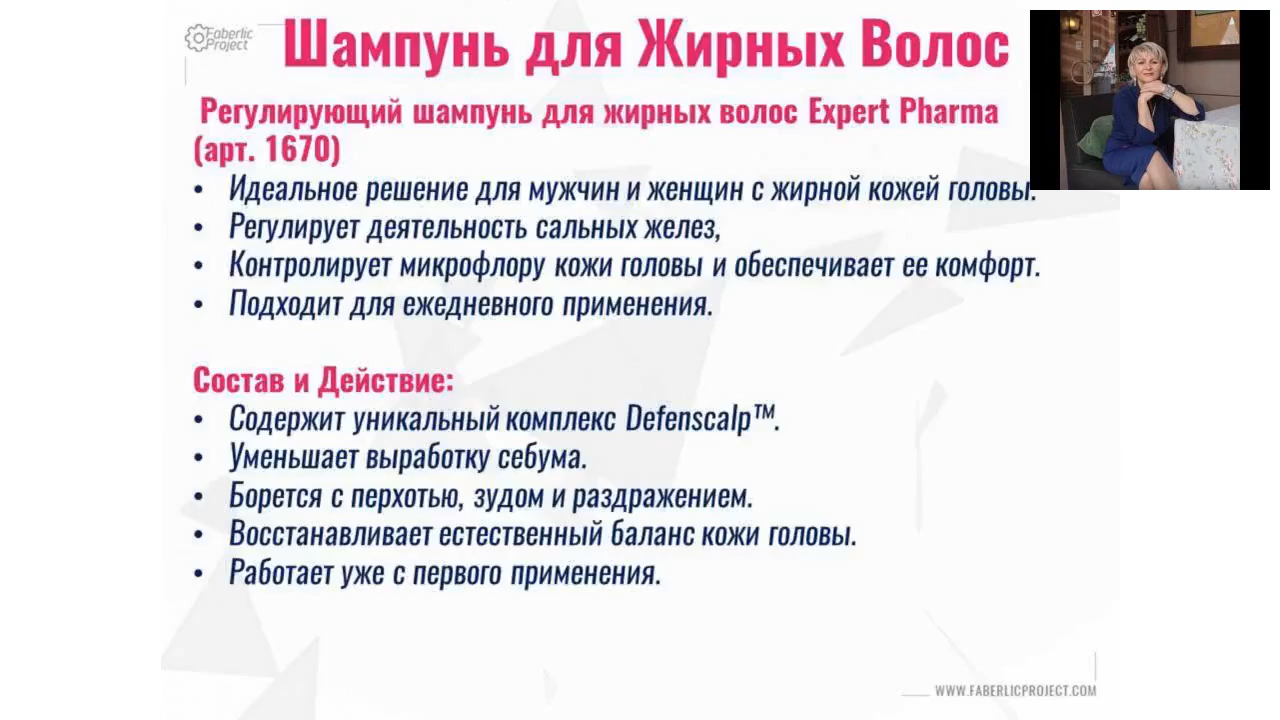 Faberlic
Project
Шампунь для Жирных Волос
Регулирующий шампунь для жирных волос Expert Pharma
(арт. 1670)
• Идеальное решение для мужчин и женщин с жирной кожей головы.
• Регулирует деятельность сальных желез,
• Контролирует микрофлору кожи головы и обеспечивает ее комфорт.
• Подходит для ежедневного применения.
Состав и Действие:
• Содержит уникальный комплекс Defenscalp™.
• Уменьшает выработку себума.
• Борется с перхотью, зудом и раздражением.
• Восстанавливает естественный баланс кожи головы.
• Работает уже с первого применения.
WWW.FABERLICPROJECT.COM